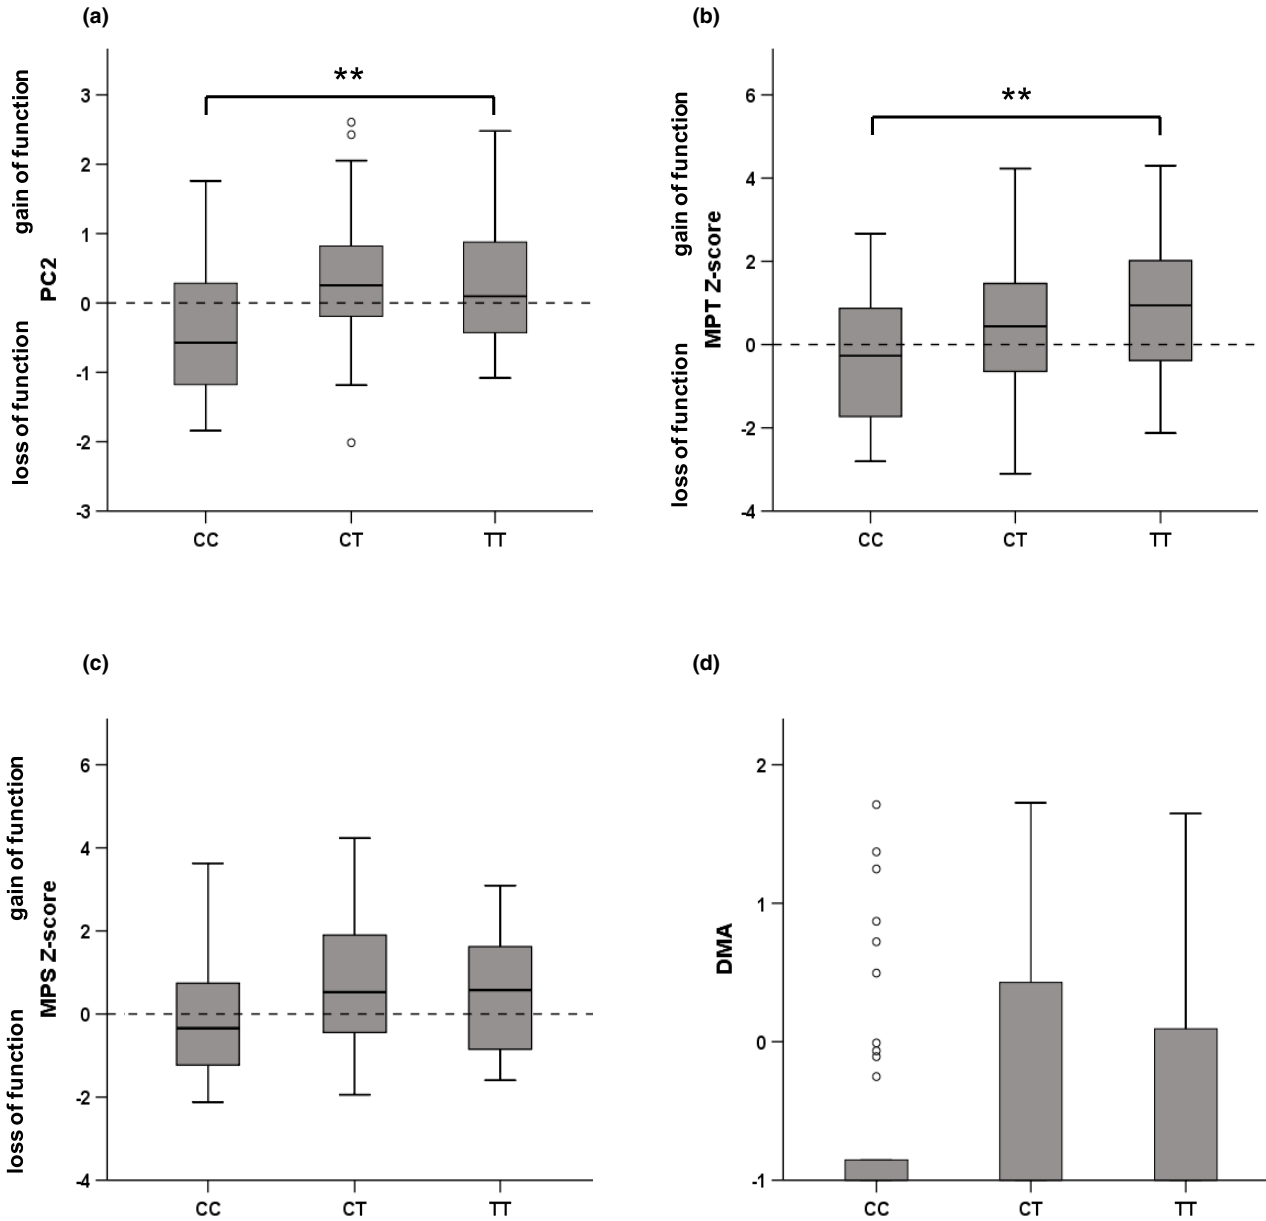 (a)
**
gain of function
loss of function
PC2
3
2
1
0
-1
-2
-3
CC CT TT
(b)
**
gain of function
loss of function
MPT Z-score
6
4
2
0
-2
-4
CC CT TT
(c)
gain of function
loss of function
MPS Z-score
6
4
2
0
-2
-4
CC CT TT
(d)
DMA
2
1
0
-1
CC CT TT